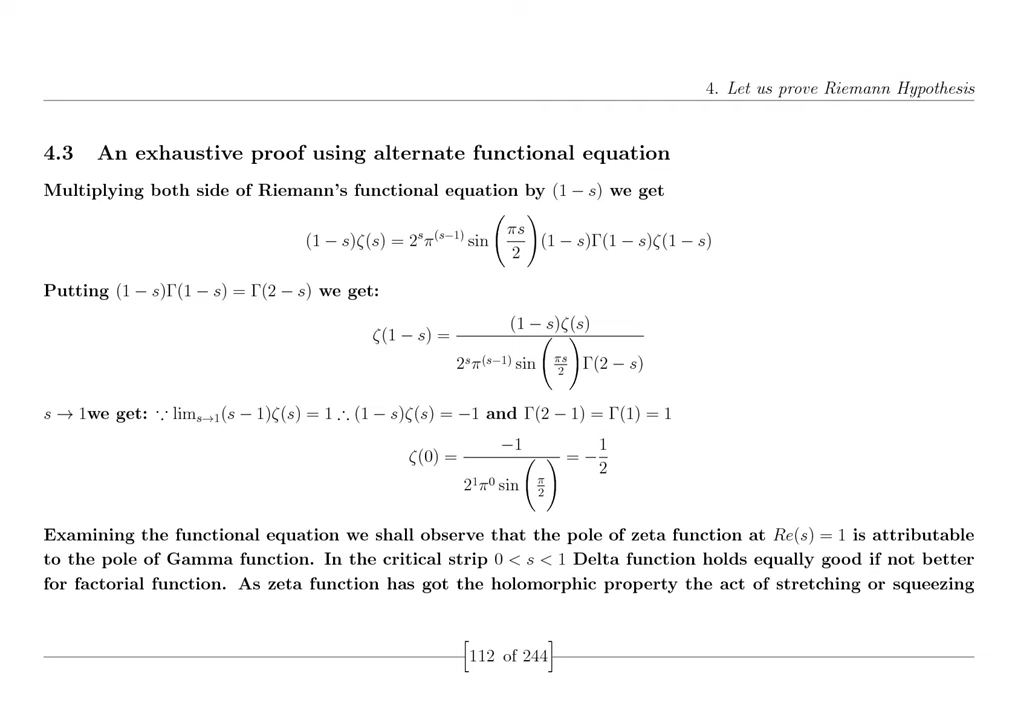 4. Let us prove Riemann Hypothesis
4.3 An exhaustive proof using alternate functional equation
Multiplying both side of Riemann's functional equation by (1 − s) we get
(1 − s)ζ(s) = 2^s π^(s−1) sin(πs/2)(1 − s)Γ(1 − s)ζ(1 − s)
Putting (1 − s)Γ(1 − s) = Γ(2 − s) we get:
ζ(1 − s) = (1 − s)ζ(s) / 2^s π^(s−1) sin(πs/2)Γ(2 − s)
s → 1we get: ∵ lim_{s→1}(s − 1)ζ(s) = 1 ∴ (1 − s)ζ(s) = −1 and Γ(2 − 1) = Γ(1) = 1
ζ(0) = −1 / 2^1 π^0 sin(π/2) = −1/2
Examining the functional equation we shall observe that the pole of zeta function at Re(s) = 1 is attributable
to the pole of Gamma function. In the critical strip 0 < s < 1 Delta function holds equally good if not better
for factorial function. As zeta function has got the holomorphic property the act of stretching or squeezing
[112 of 244]